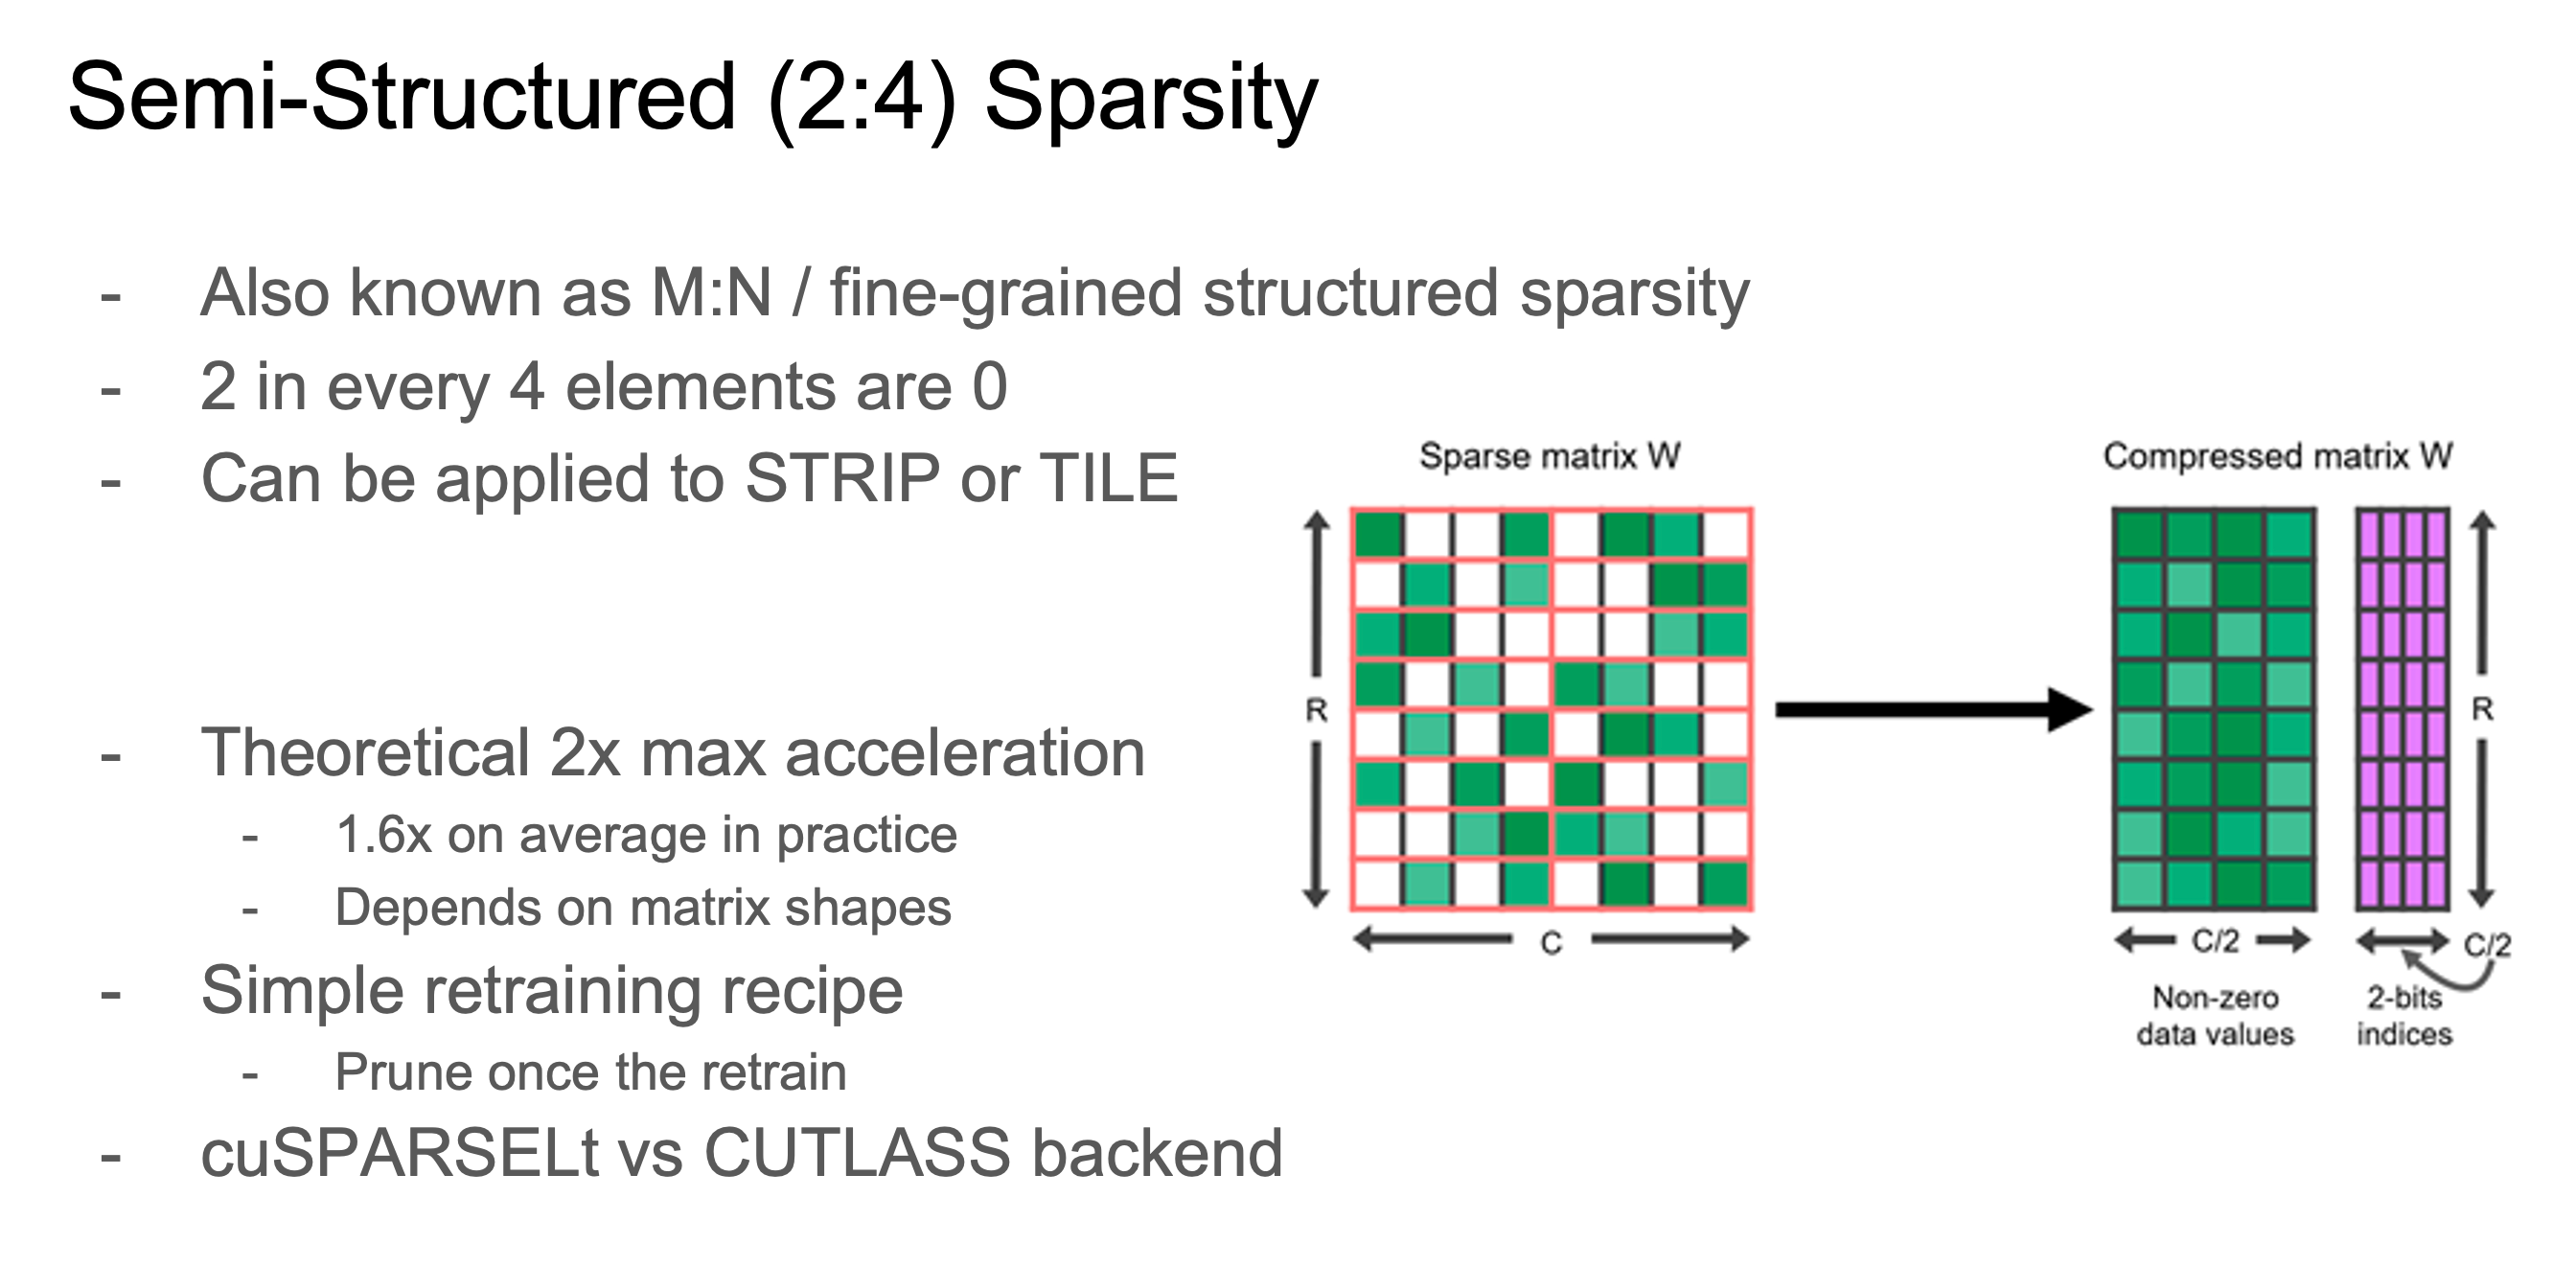 Semi-Structured (2:4) Sparsity
- Also known as M:N / fine-grained structured sparsity
- 2 in every 4 elements are 0
- Can be applied to STRIP or TILE
- Theoretical 2x max acceleration
- 1.6x on average in practice
- Depends on matrix shapes
- Simple retraining recipe
- Prune once the retrain
- cuSPARSELt vs CUTLASS backend
Sparse matrix W
R
C
Compressed matrix W
R
C/2
C/2
Non-zero
data values
2-bits
indices